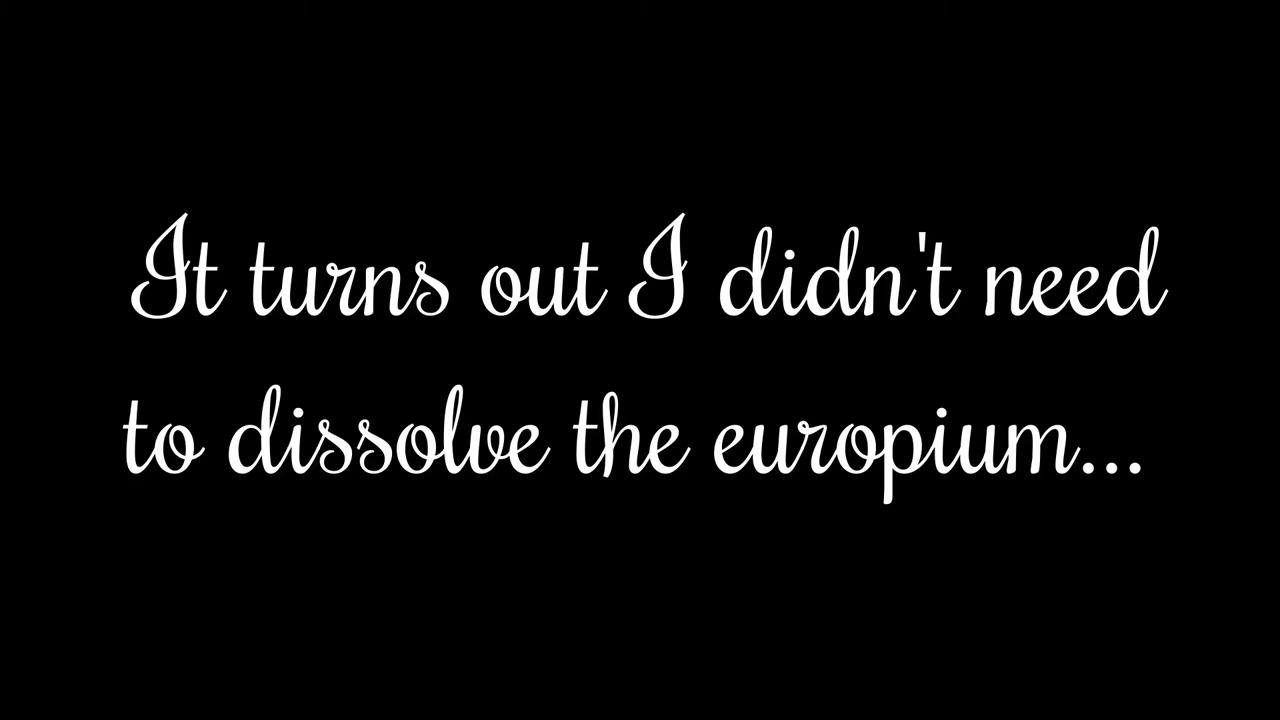 It turns out I didn't need
to dissolve the europium...